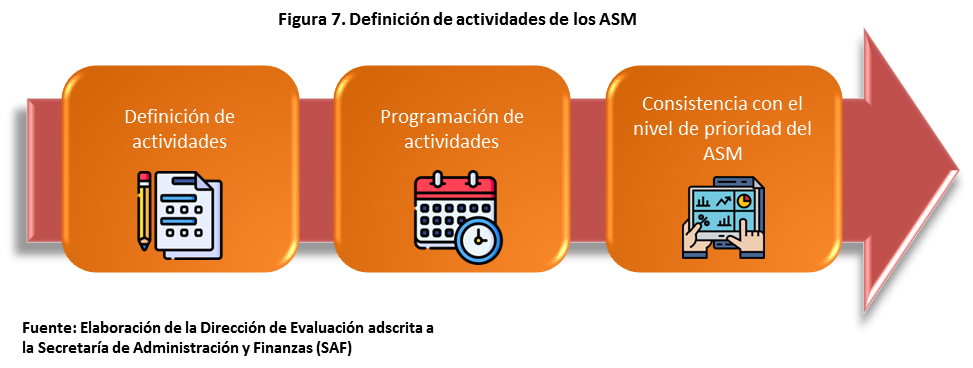 Figura 7. Definición de actividades de los ASM
Definición de
actividades
Programación de
actividades
Consistencia con el
nivel de prioridad del
ASM
Fuente: Elaboración de la Dirección de Evaluación adscrita a
la Secretaría de Administración y Finanzas (SAF)